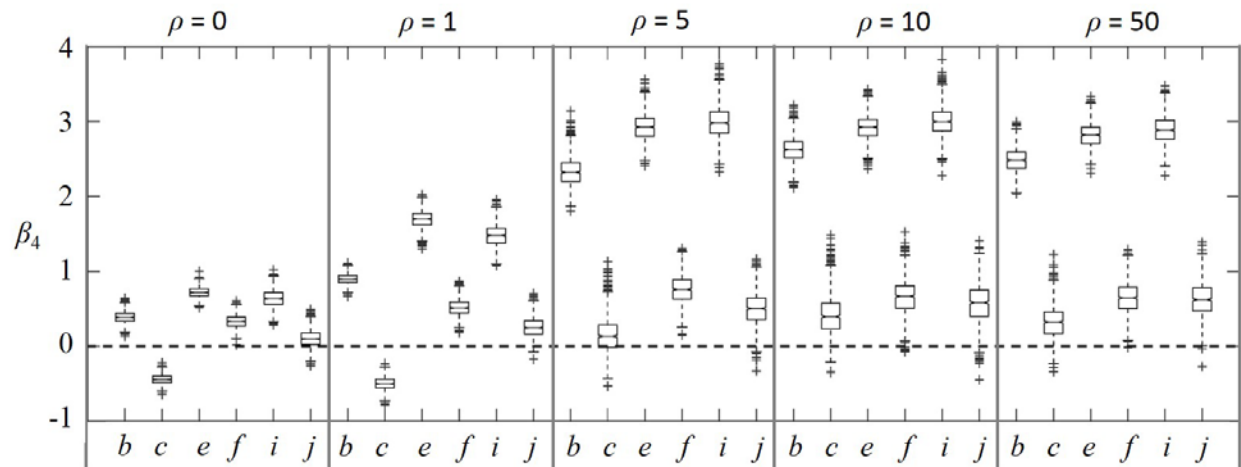 ρ = 0 ρ = 1 ρ = 5 ρ = 10 ρ = 50
4
3
2
β₄
1
0
-1
b c e f i j b c e f i j b c e f i j b c e f i j b c e f i j